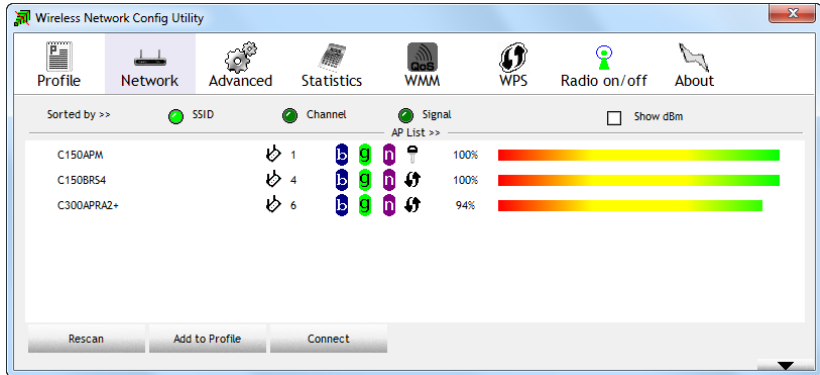 Wireless Network Config Utility
Profile Network Advanced Statistics QoS WMM WPS Radio on/off About
Sorted by >> SSID Channel Signal Show dBm
AP List >>
C150APM 1 b g n 100%
C150BRS4 4 b g n 100%
C300APRA2+ 6 b g n 94%
Rescan Add to Profile Connect